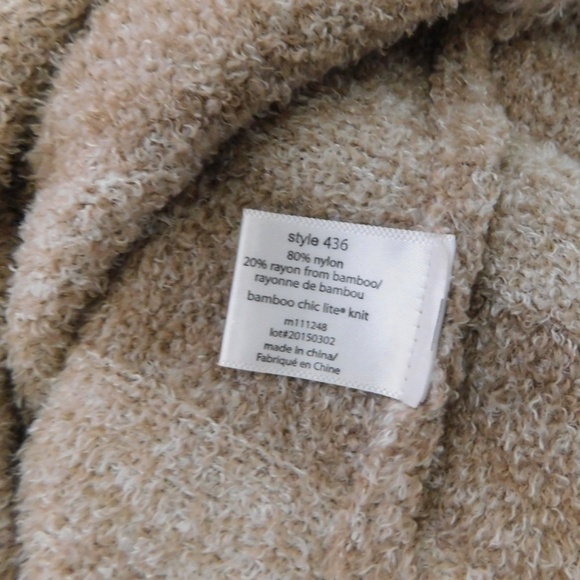 style 436
80% nylon
20% rayon from bamboo/
rayonne de bambou
bamboo chic lite® knit
m111248
lot#20150302
made in china/
Fabriqué en Chine